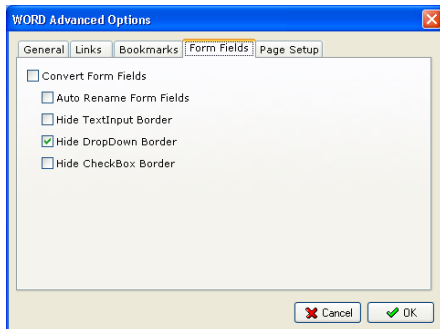 WORD Advanced Options
General Links Bookmarks Form Fields Page Setup
Convert Form Fields
Auto Rename Form Fields
Hide TextInput Border
Hide DropDown Border
Hide CheckBox Border
Cancel OK